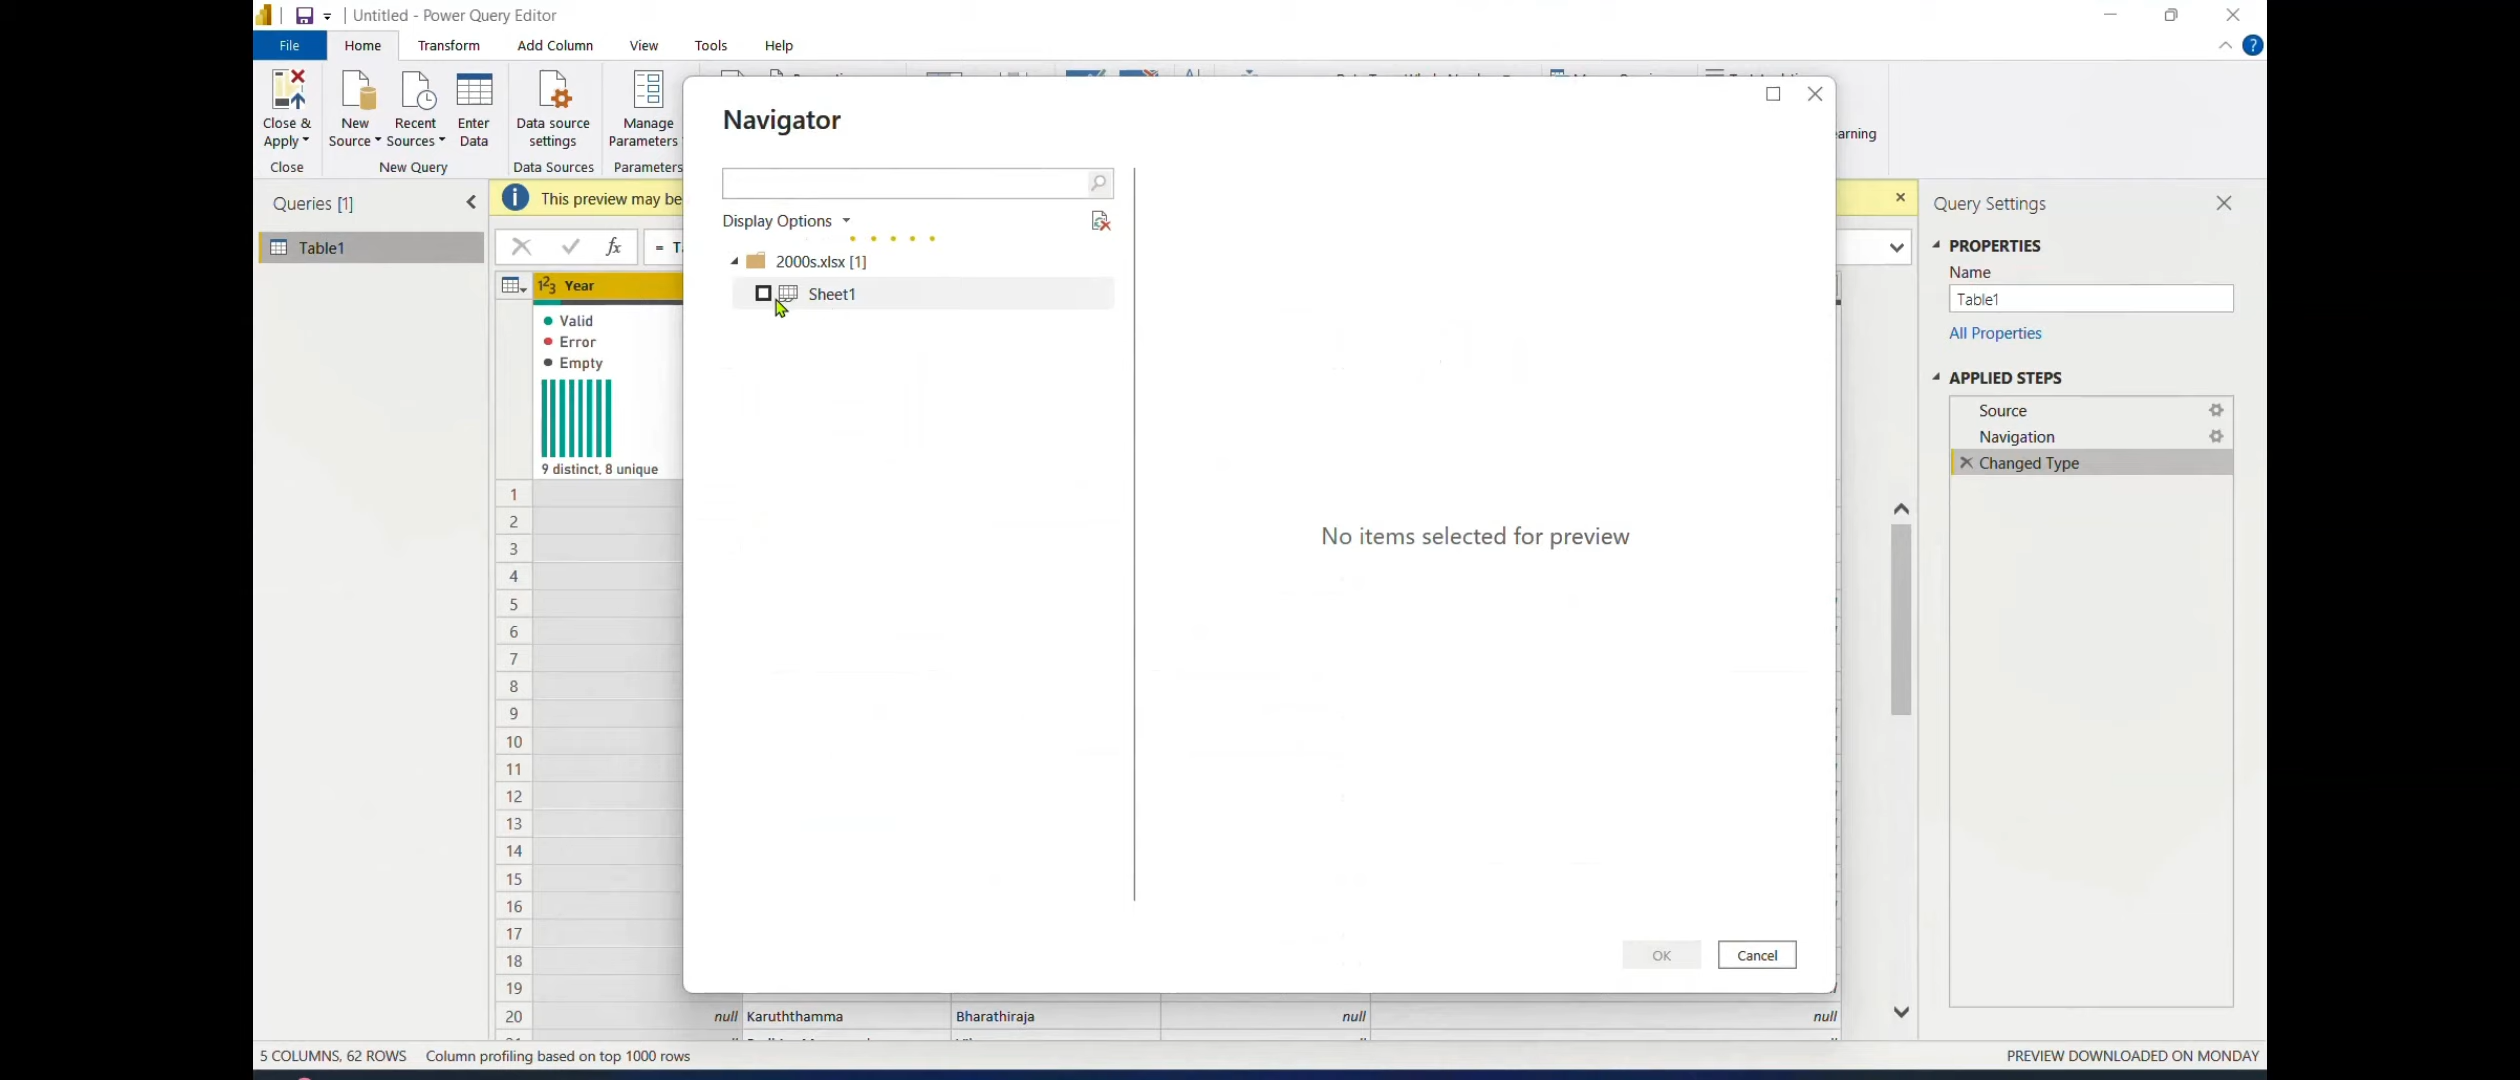 Untitled - Power Query Editor
File Home Transform Add Column View Tools Help
Close & Apply
New Source
Recent Sources
Enter Data
Data source settings
Manage Parameters
Close
New Query
Data Sources
Parameters
earning
Navigator
Display Options
2000s.xlsx [1]
Sheet1
No items selected for preview
OK
Cancel
Queries [1]
Table1
This preview may be
fx
= T
1²3 Year
Valid
Error
Empty
9 distinct, 8 unique
1
2
3
4
5
6
7
8
9
10
11
12
13
14
15
16
17
18
19
20 null Karuththamma Bharathiraja null null
Query Settings
PROPERTIES
Name
Table1
All Properties
APPLIED STEPS
Source
Navigation
Changed Type
5 COLUMNS, 62 ROWS Column profiling based on top 1000 rows
PREVIEW DOWNLOADED ON MONDAY